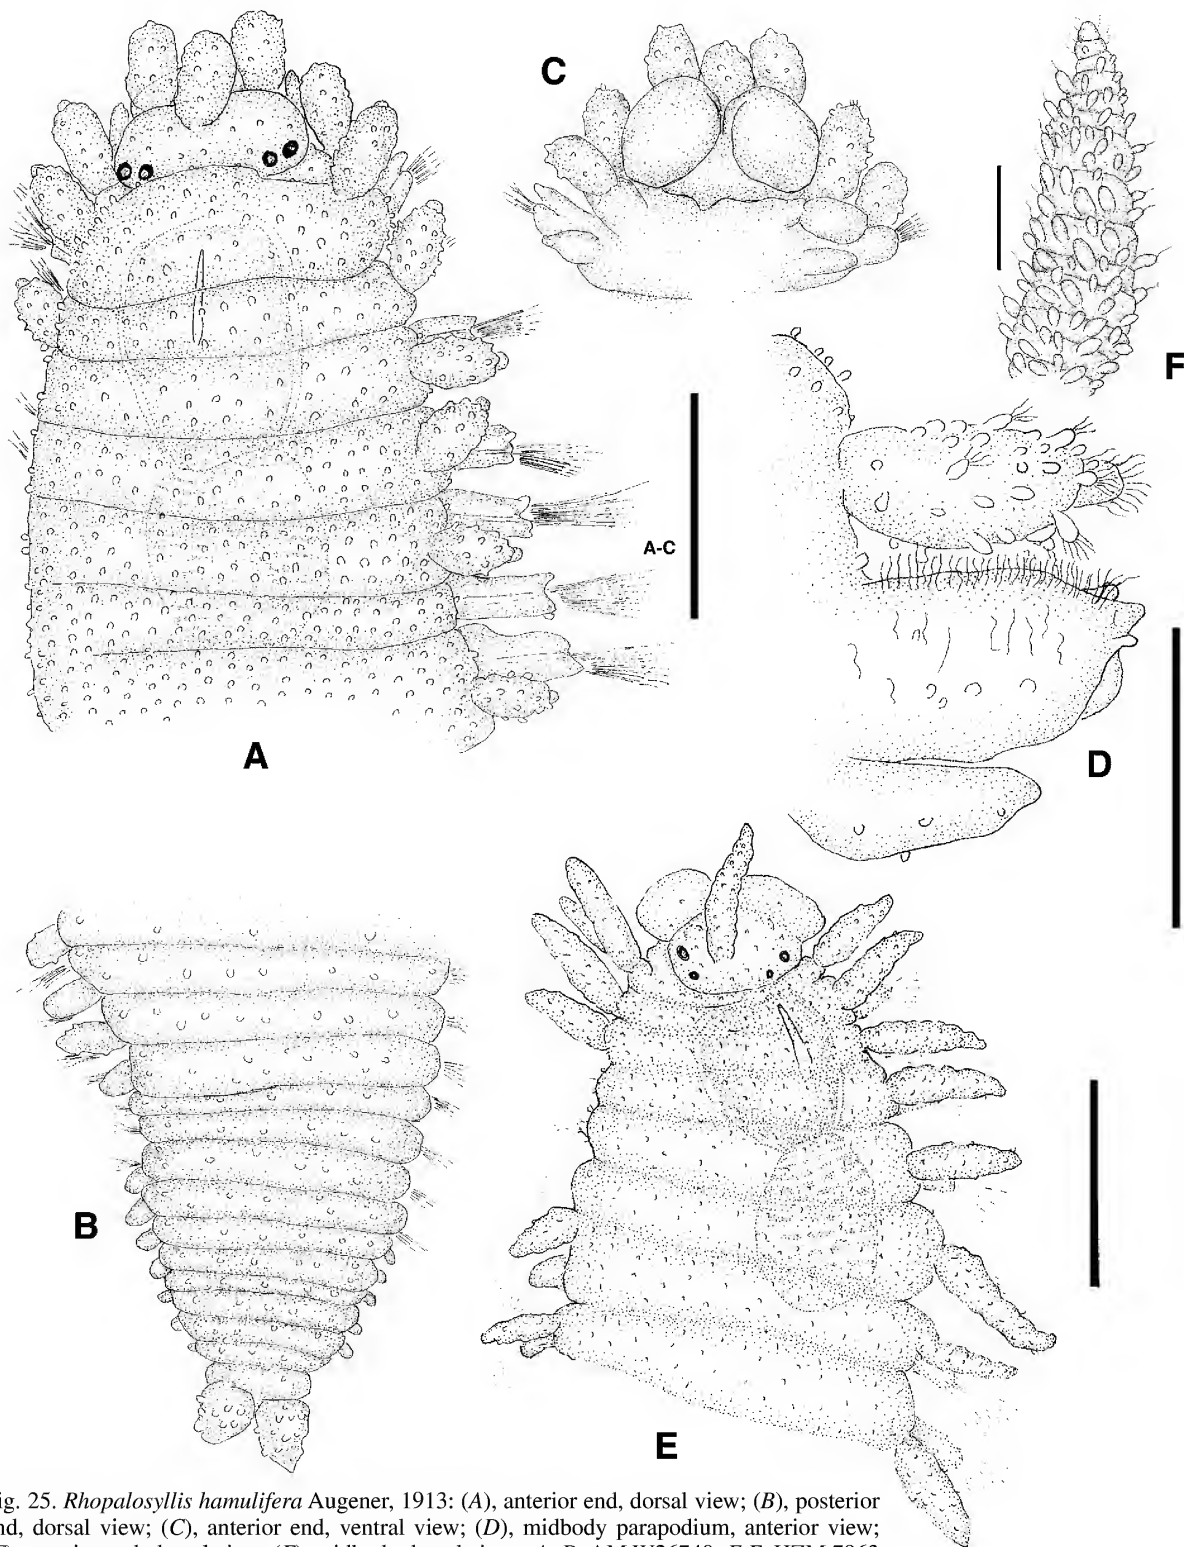 C
F
A-C
A
D
B
E
ig. 25. Rhopalosyllis hamulifera Augener, 1913: (A), anterior end, dorsal view; (B), posterior
nd, dorsal view; (C), anterior end, ventral view; (D), midbody parapodium, anterior view;